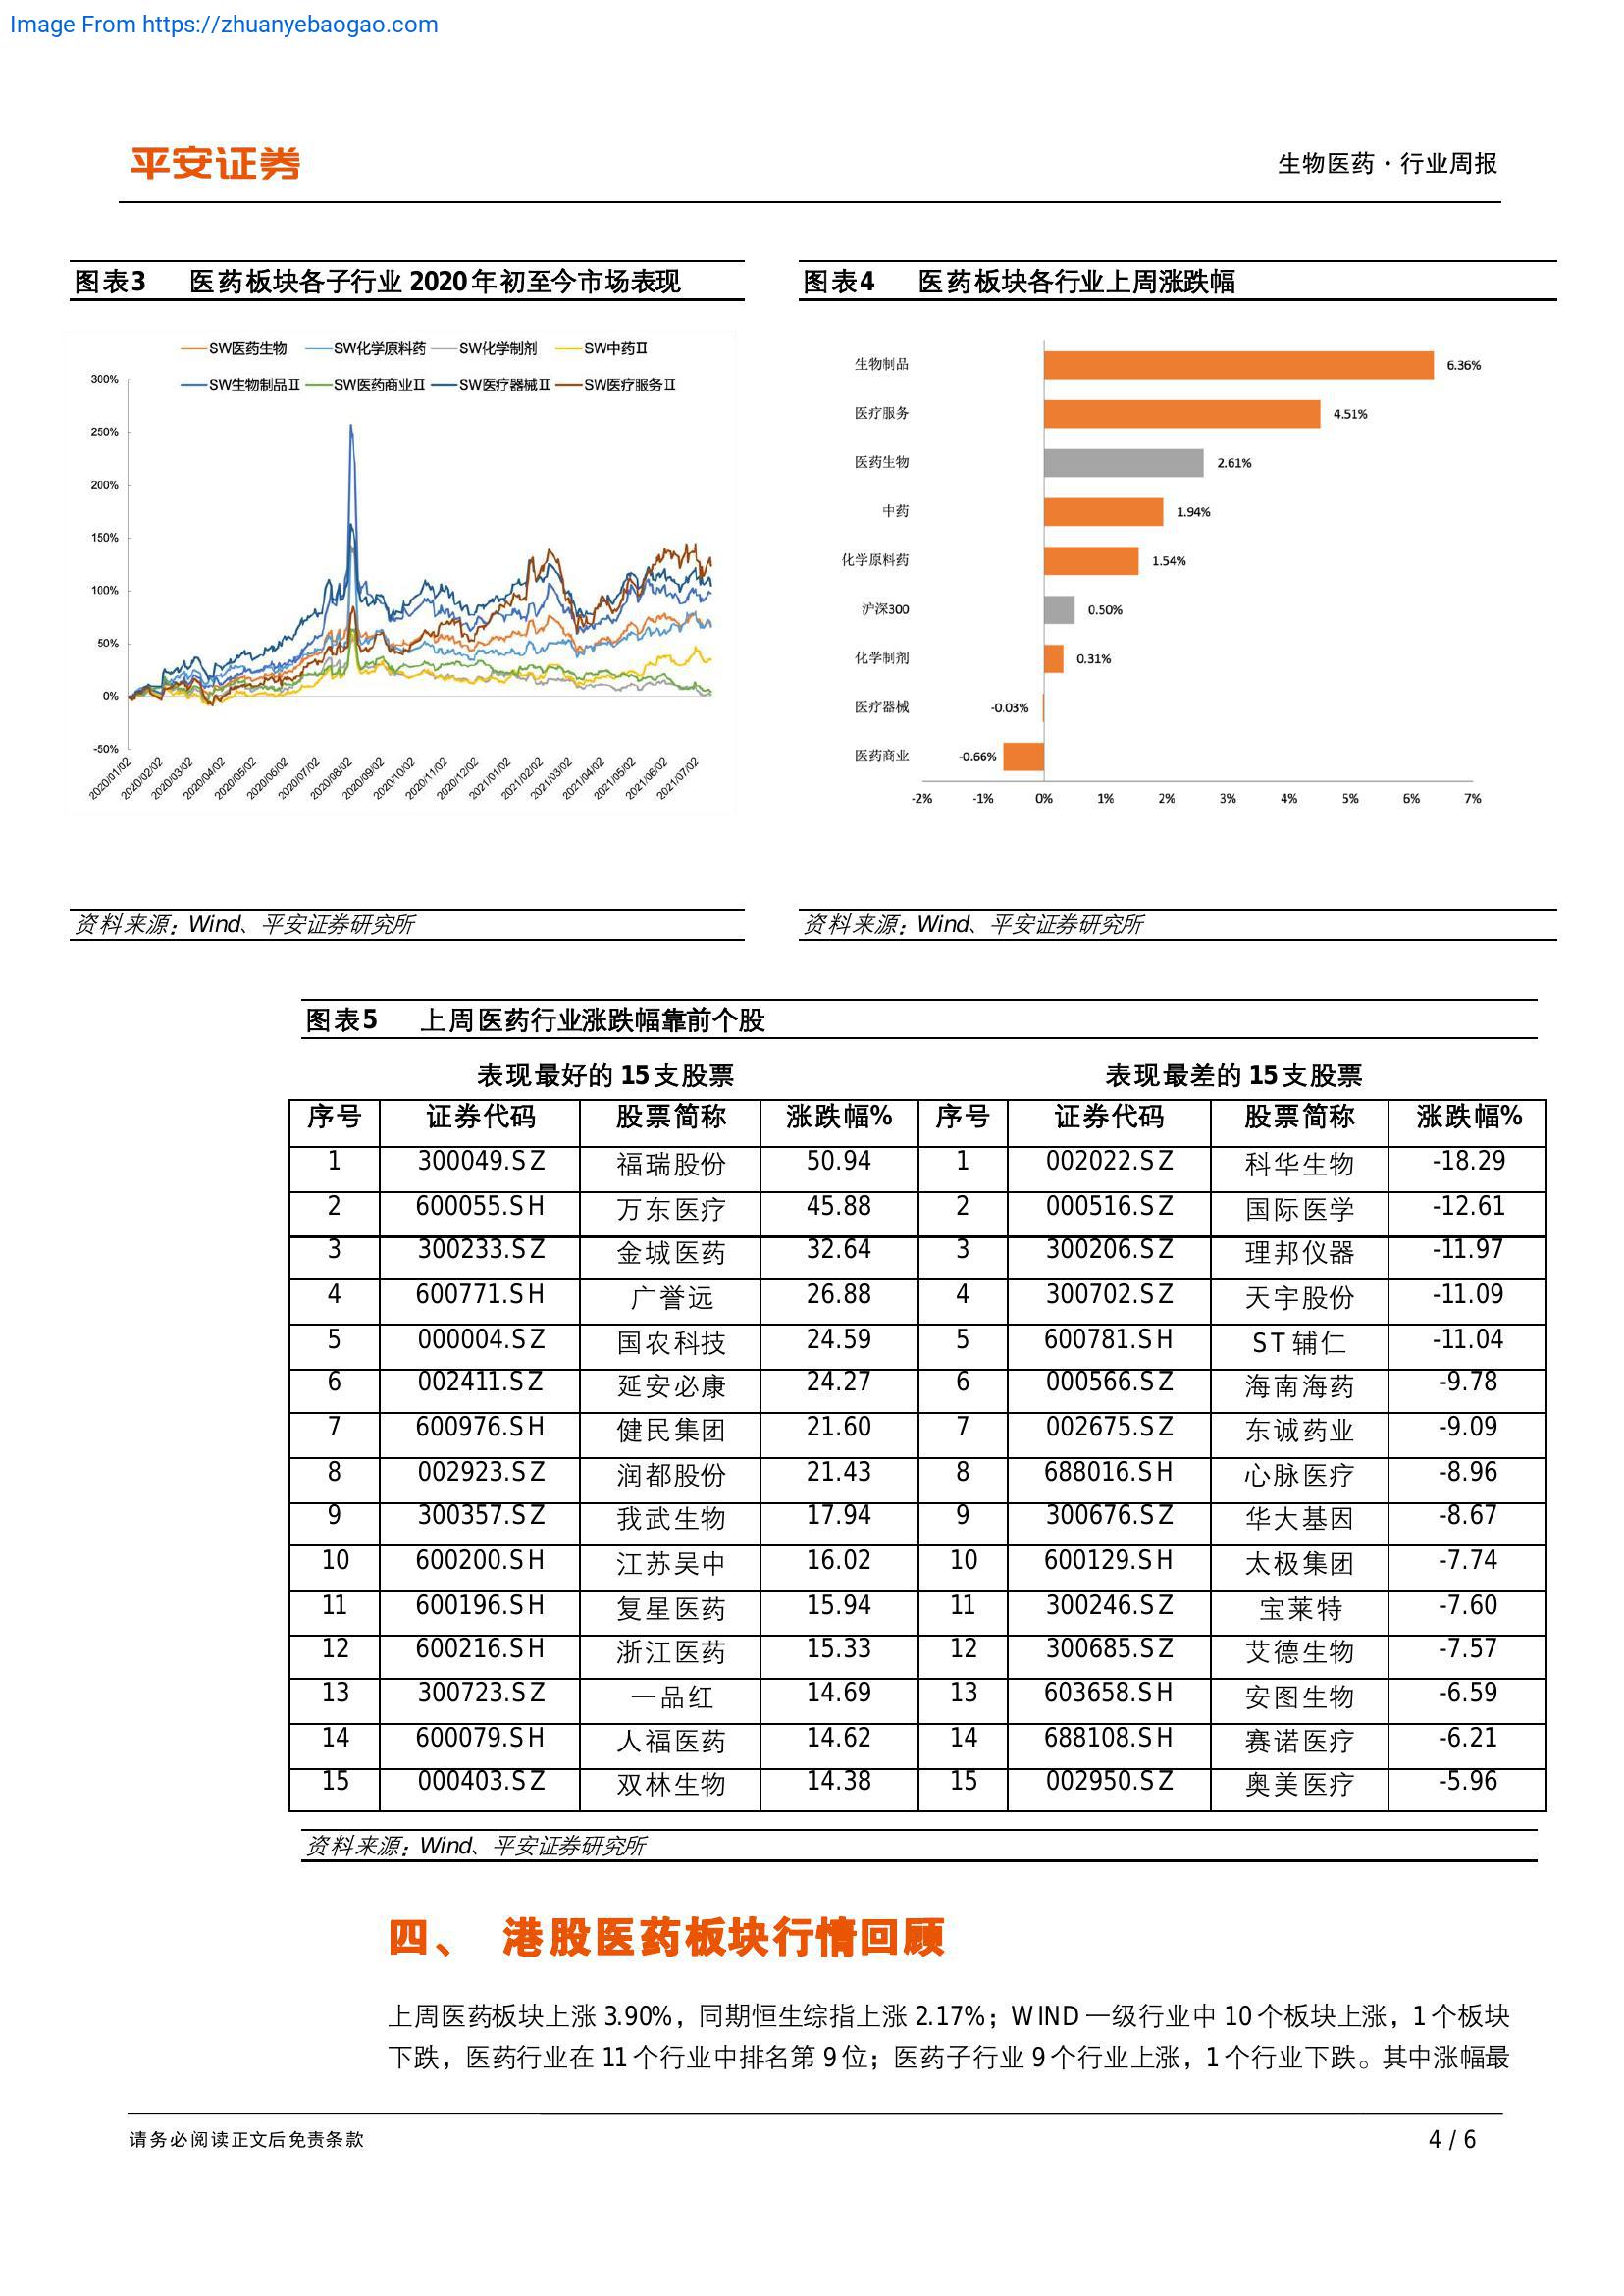 Image From https://zhuanyebaogao.com
平安证券
生物医药·行业周报
图表3 医药板块各子行业 2020 年初至今市场表现
SW医药生物 SW化学原料药 SW化学制剂 SW中药Ⅱ
SW生物制品Ⅱ SW医药商业Ⅱ SW医疗器械Ⅱ SW医疗服务Ⅱ
300%
250%
200%
150%
100%
50%
0%
-50%
2020/01/02 2020/02/02 2020/03/02 2020/04/02 2020/05/02 2020/06/02 2020/07/02 2020/08/02 2020/09/02 2020/10/02 2020/11/02 2020/12/02 2021/01/02 2021/02/02 2021/03/02 2021/04/02 2021/05/02 2021/06/02 2021/07/02
资料来源：Wind、平安证券研究所
图表4 医药板块各行业上周涨跌幅
生物制品 6.36%
医疗服务 4.51%
医药生物 2.61%
中药 1.94%
化学原料药 1.54%
沪深300 0.50%
化学制剂 0.31%
医疗器械 -0.03%
医药商业 -0.66%
-2% -1% 0% 1% 2% 3% 4% 5% 6% 7%
资料来源：Wind、平安证券研究所
图表5 上周医药行业涨跌幅靠前个股
表现最好的 15 支股票 表现最差的 15 支股票
序号 证券代码 股票简称 涨跌幅% 序号 证券代码 股票简称 涨跌幅%
1 300049.SZ 福瑞股份 50.94 1 002022.SZ 科华生物 -18.29
2 600055.SH 万东医疗 45.88 2 000516.SZ 国际医学 -12.61
3 300233.SZ 金城医药 32.64 3 300206.SZ 理邦仪器 -11.97
4 600771.SH 广誉远 26.88 4 300702.SZ 天宇股份 -11.09
5 000004.SZ 国农科技 24.59 5 600781.SH ST 辅仁 -11.04
6 002411.SZ 延安必康 24.27 6 000566.SZ 海南海药 -9.78
7 600976.SH 健民集团 21.60 7 002675.SZ 东诚药业 -9.09
8 002923.SZ 润都股份 21.43 8 688016.SH 心脉医疗 -8.96
9 300357.SZ 我武生物 17.94 9 300676.SZ 华大基因 -8.67
10 600200.SH 江苏吴中 16.02 10 600129.SH 太极集团 -7.74
11 600196.SH 复星医药 15.94 11 300246.SZ 宝莱特 -7.60
12 600216.SH 浙江医药 15.33 12 300685.SZ 艾德生物 -7.57
13 300723.SZ 一品红 14.69 13 603658.SH 安图生物 -6.59
14 600079.SH 人福医药 14.62 14 688108.SH 赛诺医疗 -6.21
15 000403.SZ 双林生物 14.38 15 002950.SZ 奥美医疗 -5.96
资料来源：Wind、平安证券研究所
四、 港股医药板块行情回顾
上周医药板块上涨 3.90%，同期恒生综指上涨 2.17%；WIND 一级行业中 10 个板块上涨，1 个板块
下跌，医药行业在 11 个行业中排名第 9 位；医药子行业 9 个行业上涨，1 个行业下跌。其中涨幅最
请务必阅读正文后免责条款
4 / 6